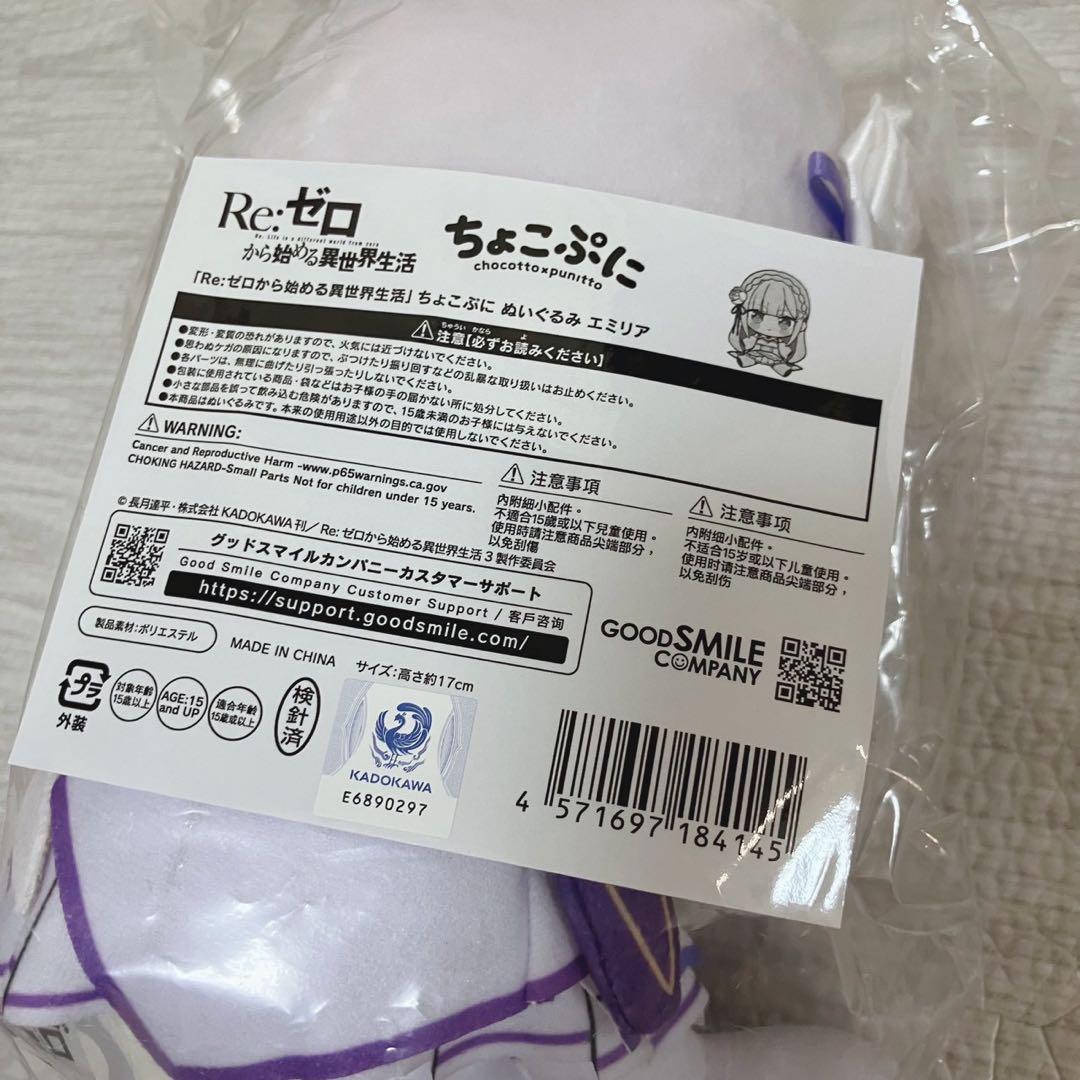 Re:ゼロ
Re: Life in a different world from zero
から始める異世界生活
ちょこぷに
chocotto×punitto
「Re:ゼロから始める異世界生活」ちょこぷに ぬいぐるみ エミリア
⚠注意【必ずお読みください】
ちゅうい かなら よ
●変形・変質の恐れがありますので、火気には近づけないでください。
●思わぬケガの原因になりますので、ぶつけたり振り回すなどの乱暴な取り扱いはお止めください。
●各パーツは、無理に曲げたり引っ張ったりしないでください。
●包装に使用されている商品・袋などはお子様の手の届かない所に処分してください。
●小さな部品を誤って飲み込む危険がありますので、15歳未満のお子様には与えないでください。
●本商品はぬいぐるみです。本来の使用用途以外の目的では使用しないでください。
⚠WARNING:
Cancer and Reproductive Harm -www.p65warnings.ca.gov
CHOKING HAZARD-Small Parts Not for children under 15 years.
⚠注意事項
內附細小配件。
不適合15歲或以下兒童使用。
使用時請注意商品尖端部分，
以免刮傷
⚠注意事项
内附细小配件。
不适合15岁或以下儿童使用。
使用时请注意商品尖端部分，
以免刮伤
© 長月達平・株式会社KADOKAWA刊／Re:ゼロから始める異世界生活3製作委員会
グッドスマイルカンパニーカスタマーサポート
Good Smile Company Customer Support / 客戶咨询
https://support.goodsmile.com/
製品素材:ポリエステル
MADE IN CHINA
サイズ:高さ約17cm
GOODSMILE
COMPANY
プラ
外装
対象年齢
15歳以上
AGE:15
and UP
適合年齡
15歲或以上
検針済
KADOKAWA
E6890297
4 571697 184145